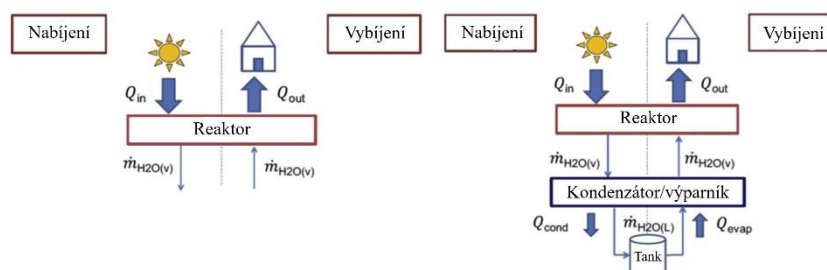 Nabíjení
Vybíjení
Q_in
Q_out
Reaktor
ṁ_H2O(v)
ṁ_H2O(v)
Nabíjení
Vybíjení
Q_in
Q_out
Reaktor
ṁ_H2O(v)
ṁ_H2O(v)
Kondenzátor/výparník
Q_cond
ṁ_H2O(L)
Q_evap
Tank